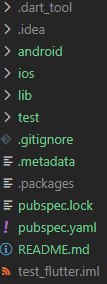 .dart_tool
.idea
android
ios
lib
test
.gitignore
.metadata
.packages
pubspec.lock
pubspec.yaml
README.md
test_flutter.iml